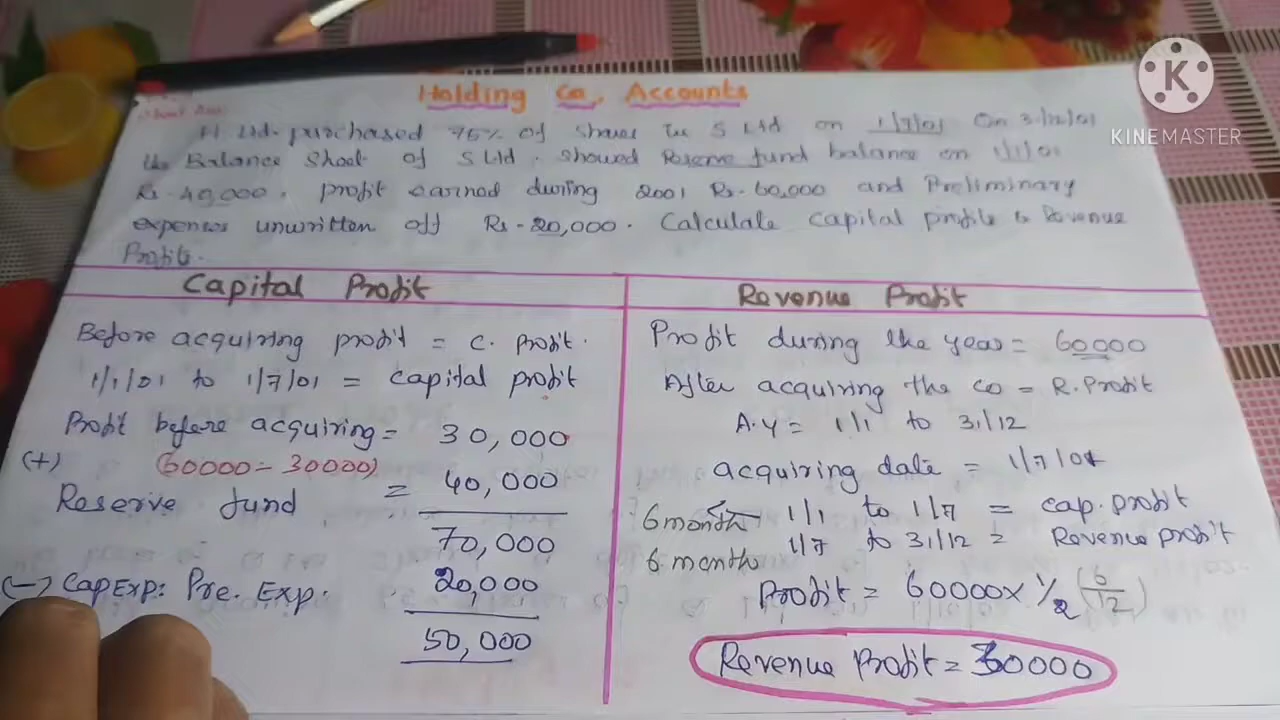 Holding Co, Accounts
Short Ans:
H Ltd. purchased 75% of shares in S Ltd on 1/7/01 On 31/12/01
the Balance Sheet of S Ltd. showed Reserve fund balance on 1/1/01
Rs. 40,000. profit earned during 2001 Rs. 60,000 and Preliminary
expenses unwritten off Rs. 20,000. Calculate Capital profit & Revenue
Profit.
Capital Profit
Before acquiring profit = C. Profit.
1/1/01 to 1/7/01 = capital profit
Profit before acquiring = 30,000
(+) (60000 - 30000)
Reserve fund = 40,000
70,000
(-) Cap Exp: Pre. Exp. 20,000
50,000
Revenue Profit
Profit during the year = 60000
After acquiring the co = R. Profit
A.Y = 1/1 to 31/12
acquiring date = 1/7/01
6 months 1/1 to 1/7 = cap. profit
6 months 1/7 to 31/12 = Revenue profit
Profit = 60000 x 1/2 (6/12)
Revenue Profit = 30000
K
KINEMASTER